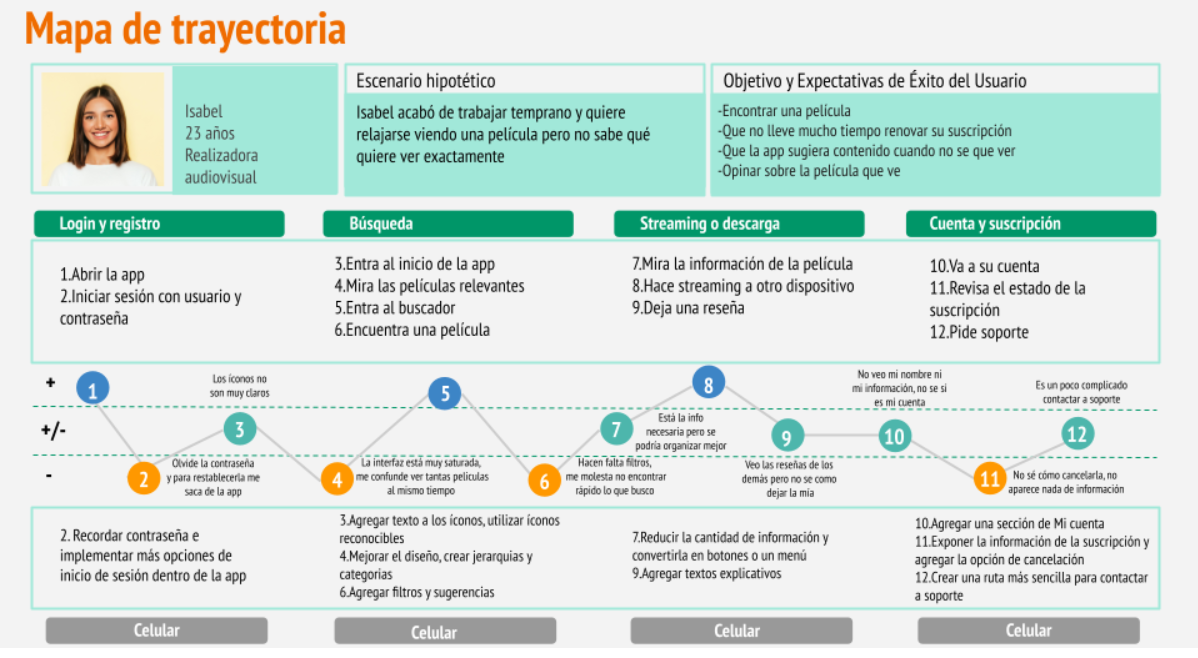 Mapa de trayectoria
Isabel
23 años
Realizadora
audiovisual
Escenario hipotético
Isabel acabó de trabajar temprano y quiere
relajarse viendo una película pero no sabe qué
quiere ver exactamente
Objetivo y Expectativas de Éxito del Usuario
-Encontrar una película
-Que no lleve mucho tiempo renovar su suscripción
-Que la app sugiera contenido cuando no se que ver
-Opinar sobre la película que ve
Login y registro
Búsqueda
Streaming o descarga
Cuenta y suscripción
1.Abrir la app
2.Iniciar sesión con usuario y
contraseña
3.Entra al inicio de la app
4.Mira las películas relevantes
5.Entra al buscador
6.Encuentra una película
7.Mira la información de la película
8.Hace streaming a otro dispositivo
9.Deja una reseña
10.Va a su cuenta
11.Revisa el estado de la
suscripción
12.Pide soporte
+
+/-
-
1
2
Olvide la contraseña
y para restablecerla me
saca de la app
Los íconos no
son muy claros
3
4
La interfaz está muy saturada,
me confunde ver tantas películas
al mismo tiempo
5
6
Hacen falta filtros,
me molesta no encontrar
rápido lo que busco
7
Está la info
necesaria pero se
podría organizar mejor
8
9
Veo las reseñas de los
demás pero no se como
dejar la mía
No veo mi nombre ni
mi información, no se si
es mi cuenta
10
11
No sé cómo cancelarla, no
aparece nada de información
Es un poco complicado
contactar a soporte
12
2. Recordar contraseña e
implementar más opciones de
inicio de sesión dentro de la app
3.Agregar texto a los íconos, utilizar íconos
reconocibles
4.Mejorar el diseño, crear jerarquias y
categorias
6.Agregar filtros y sugerencias
7.Reducir la cantidad de información y
convertirla en botones o un menú
9.Agregar textos explicativos
10.Agregar una sección de Mi cuenta
11.Exponer la información de la suscripción y
agregar la opción de cancelación
12.Crear una ruta más sencilla para contactar
a soporte
Celular
Celular
Celular
Celular